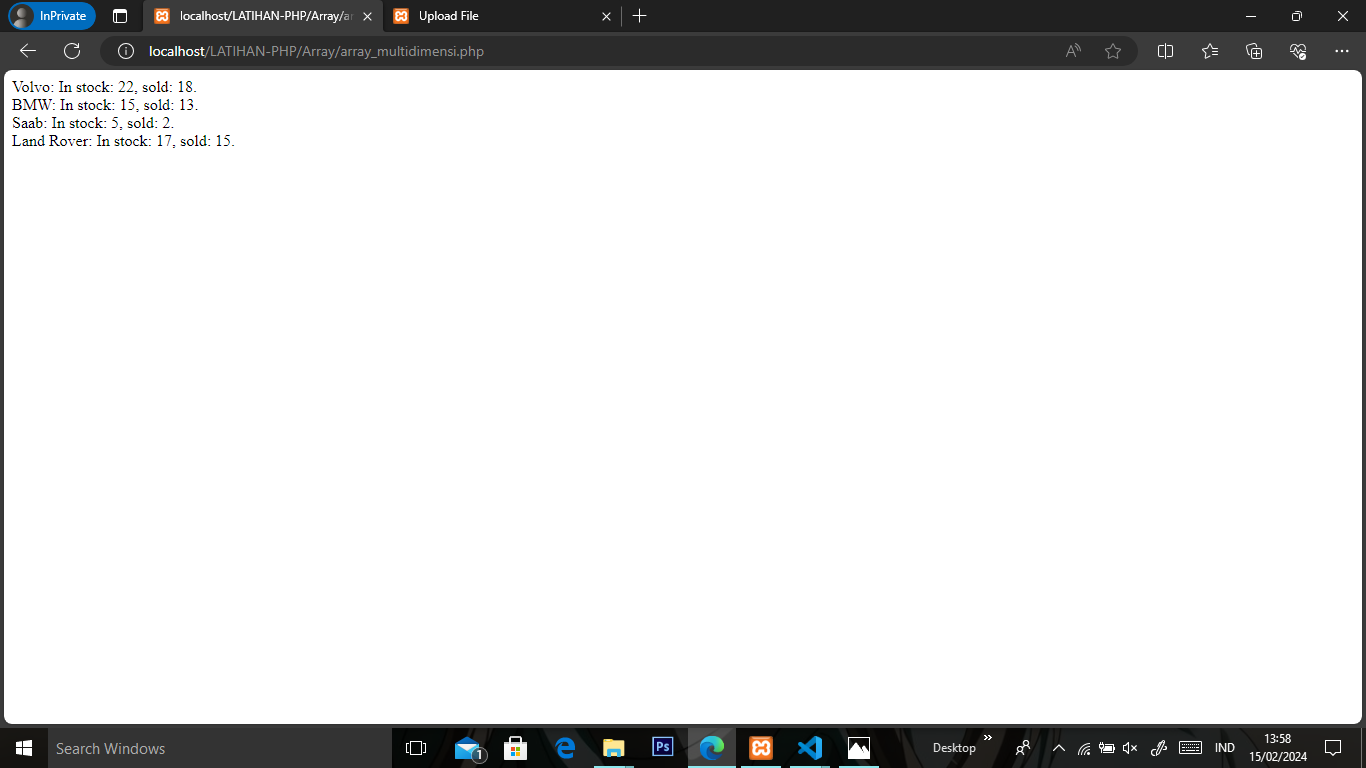 InPrivate
localhost/LATIHAN-PHP/Array/ar
Upload File
localhost/LATIHAN-PHP/Array/array_multidimensi.php
Volvo: In stock: 22, sold: 18.
BMW: In stock: 15, sold: 13.
Saab: In stock: 5, sold: 2.
Land Rover: In stock: 17, sold: 15.
Search Windows
1
Ps
Desktop
IND
13:58
15/02/2024